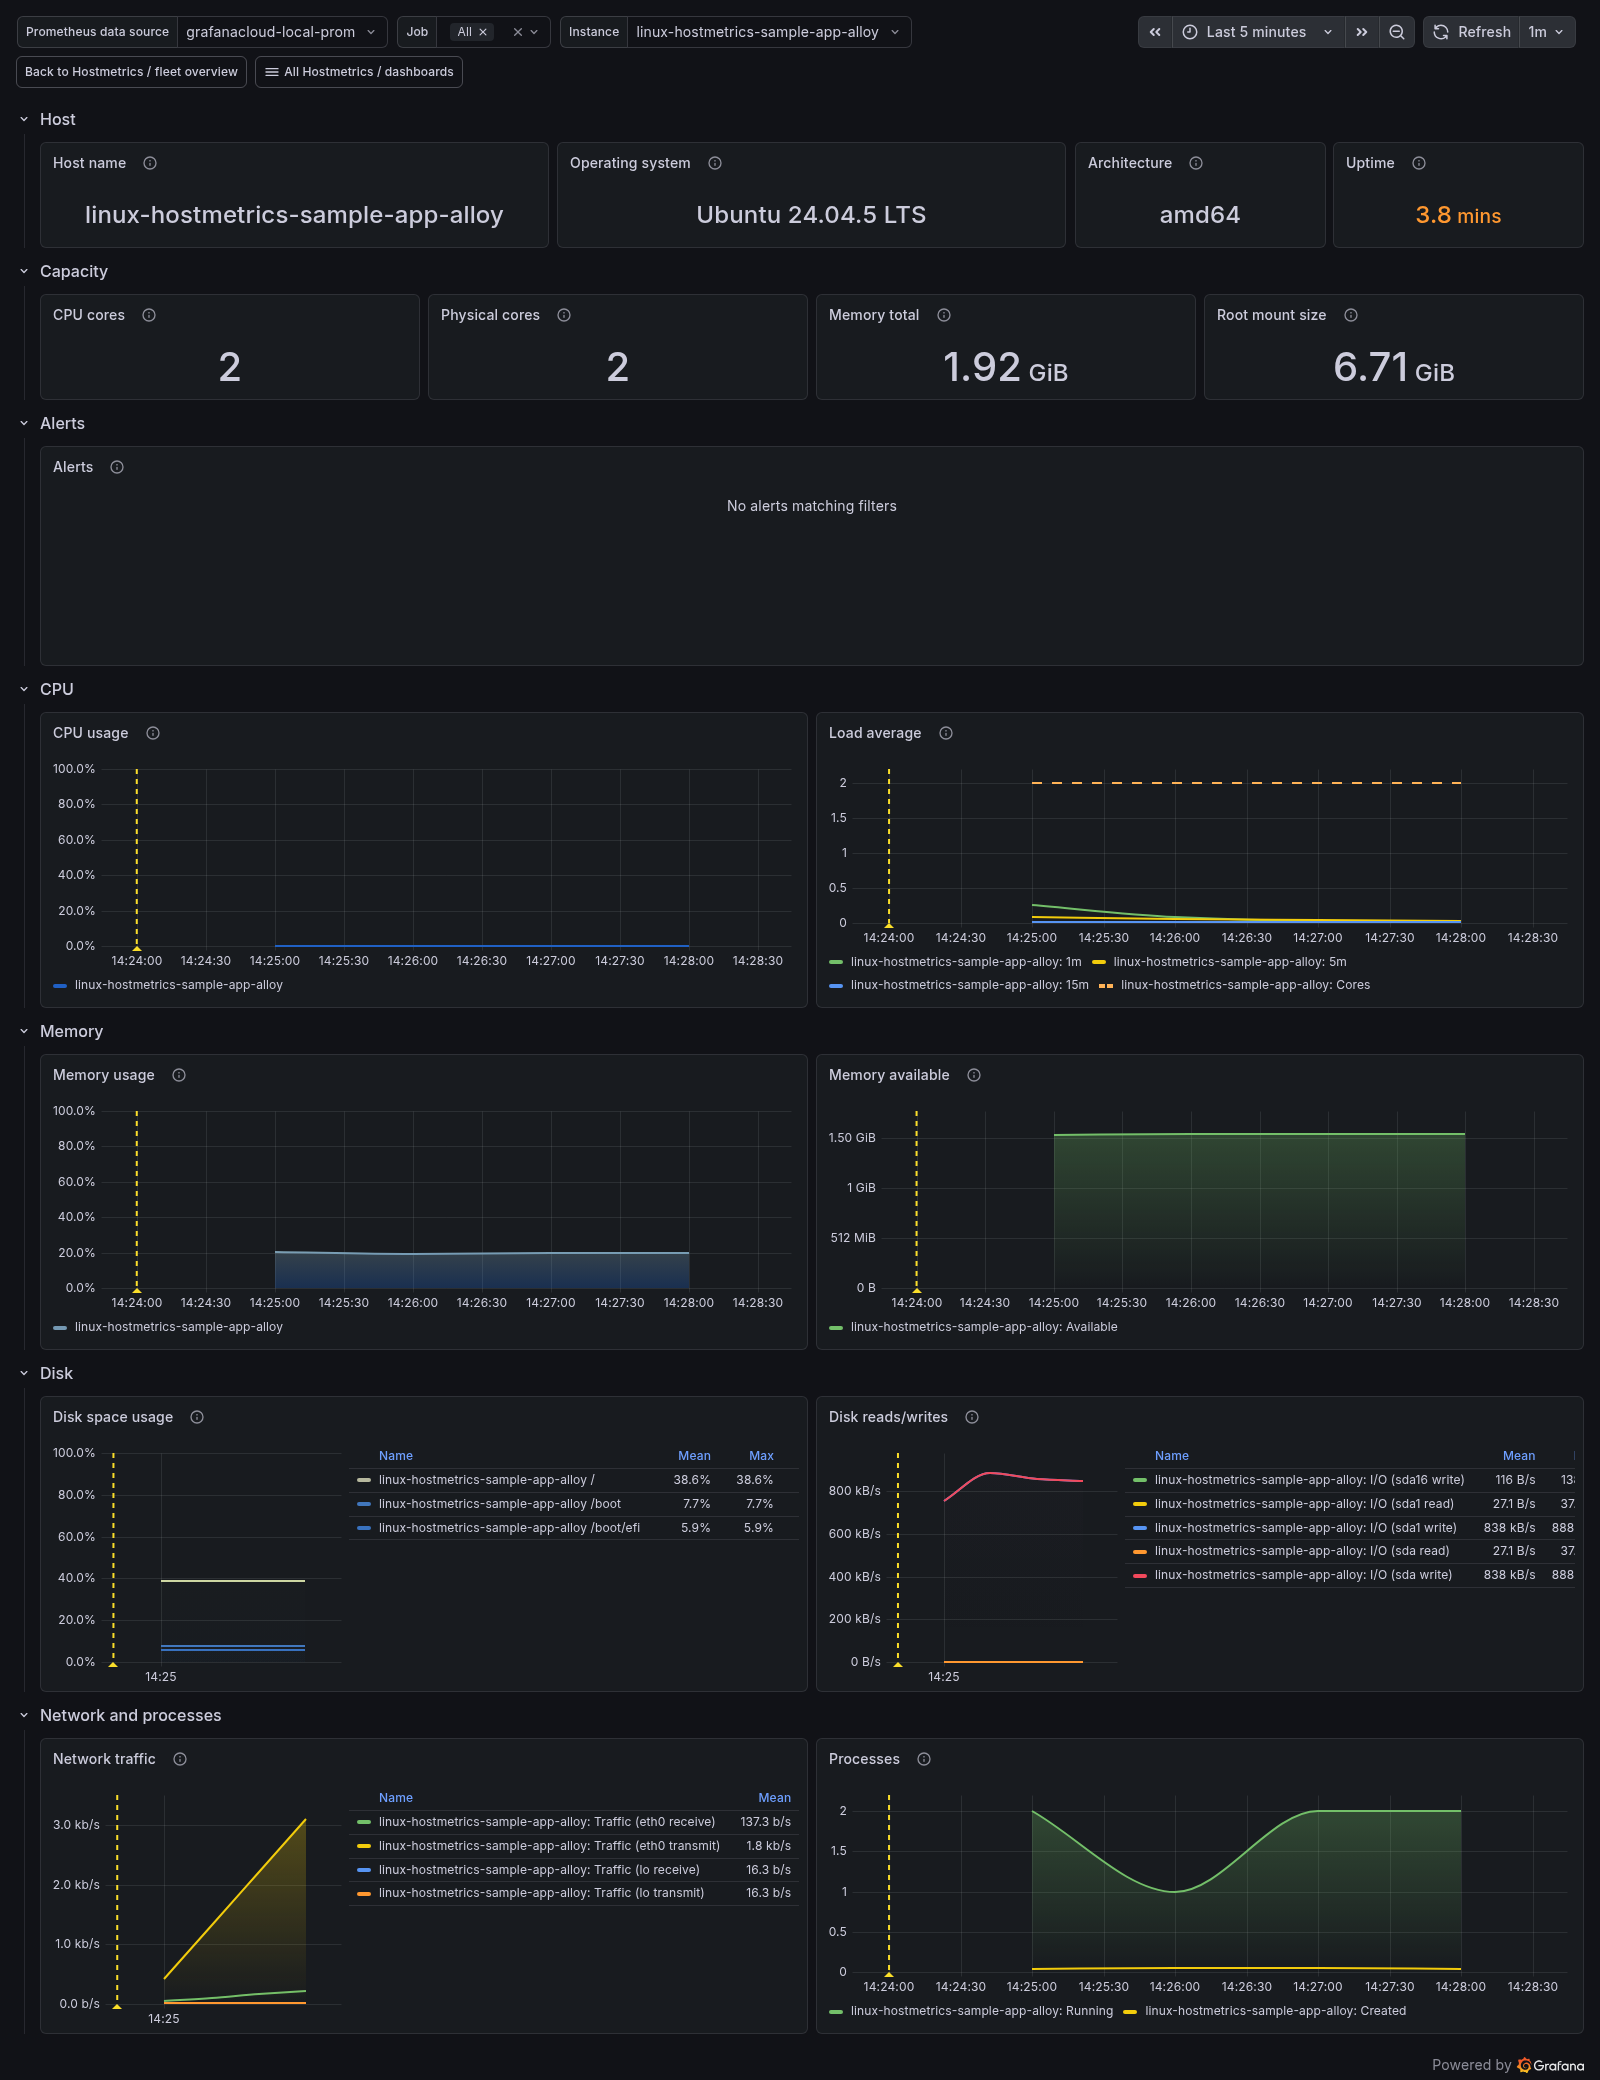 Prometheus data source grafanacloud-local-prom Job All Instance linux-hostmetrics-sample-app-alloy Last 5 minutes Refresh 1m
Back to Hostmetrics / fleet overview All Hostmetrics / dashboards
Host
Host name Operating system Architecture Uptime
linux-hostmetrics-sample-app-alloy Ubuntu 24.04.5 LTS amd64 3.8 mins
Capacity
CPU cores Physical cores Memory total Root mount size
2 2 1.92 GiB 6.71 GiB
Alerts
Alerts
No alerts matching filters
CPU
CPU usage
100.0%
80.0%
60.0%
40.0%
20.0%
0.0%
14:24:00 14:24:30 14:25:00 14:25:30 14:26:00 14:26:30 14:27:00 14:27:30 14:28:00 14:28:30
linux-hostmetrics-sample-app-alloy
Load average
2
1.5
1
0.5
0
14:24:00 14:24:30 14:25:00 14:25:30 14:26:00 14:26:30 14:27:00 14:27:30 14:28:00 14:28:30
linux-hostmetrics-sample-app-alloy: 1m linux-hostmetrics-sample-app-alloy: 5m
linux-hostmetrics-sample-app-alloy: 15m linux-hostmetrics-sample-app-alloy: Cores
Memory
Memory usage
100.0%
80.0%
60.0%
40.0%
20.0%
0.0%
14:24:00 14:24:30 14:25:00 14:25:30 14:26:00 14:26:30 14:27:00 14:27:30 14:28:00 14:28:30
linux-hostmetrics-sample-app-alloy
Memory available
1.50 GiB
1 GiB
512 MiB
0 B
14:24:00 14:24:30 14:25:00 14:25:30 14:26:00 14:26:30 14:27:00 14:27:30 14:28:00 14:28:30
linux-hostmetrics-sample-app-alloy: Available
Disk
Disk space usage
100.0%
80.0%
60.0%
40.0%
20.0%
0.0%
14:25
Name Mean Max
linux-hostmetrics-sample-app-alloy / 38.6% 38.6%
linux-hostmetrics-sample-app-alloy /boot 7.7% 7.7%
linux-hostmetrics-sample-app-alloy /boot/efi 5.9% 5.9%
Disk reads/writes
800 kB/s
600 kB/s
400 kB/s
200 kB/s
0 B/s
14:25
Name Mean
linux-hostmetrics-sample-app-alloy: I/O (sda16 write) 116 B/s
linux-hostmetrics-sample-app-alloy: I/O (sda1 read) 27.1 B/s 37.
linux-hostmetrics-sample-app-alloy: I/O (sda1 write) 838 kB/s 888
linux-hostmetrics-sample-app-alloy: I/O (sda read) 27.1 B/s 37.
linux-hostmetrics-sample-app-alloy: I/O (sda write) 838 kB/s 888
Network and processes
Network traffic
3.0 kb/s
2.0 kb/s
1.0 kb/s
0.0 b/s
14:25
Name Mean
linux-hostmetrics-sample-app-alloy: Traffic (eth0 receive) 137.3 b/s
linux-hostmetrics-sample-app-alloy: Traffic (eth0 transmit) 1.8 kb/s
linux-hostmetrics-sample-app-alloy: Traffic (lo receive) 16.3 b/s
linux-hostmetrics-sample-app-alloy: Traffic (lo transmit) 16.3 b/s
Processes
2
1.5
1
0.5
0
14:24:00 14:24:30 14:25:00 14:25:30 14:26:00 14:26:30 14:27:00 14:27:30 14:28:00 14:28:30
linux-hostmetrics-sample-app-alloy: Running linux-hostmetrics-sample-app-alloy: Created
Powered by Grafana